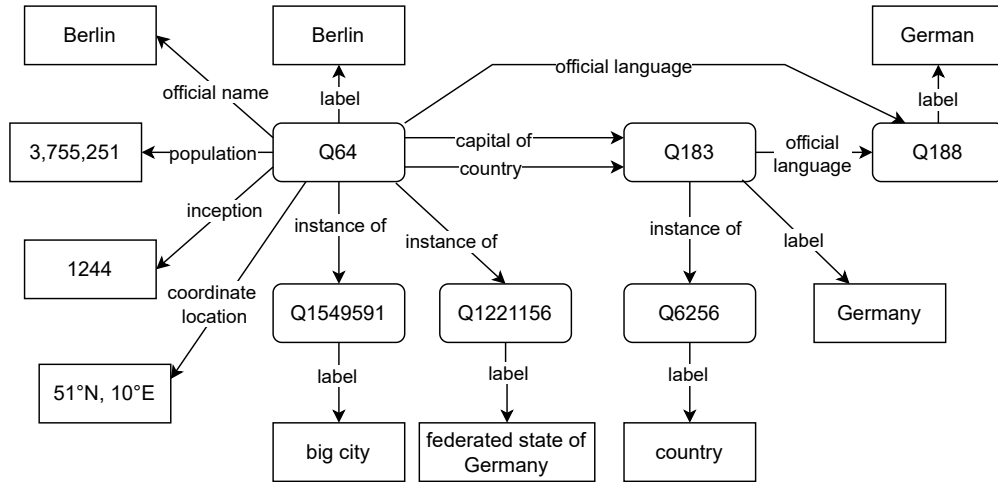 Berlin
Berlin
German
official language
official name
label
label
3,755,251
population
Q64
capital of
country
Q183
official
language
Q188
inception
instance of
instance of
instance of
label
1244
coordinate
location
Q1549591
Q1221156
Q6256
Germany
51°N, 10°E
label
label
label
big city
federated state of
Germany
country